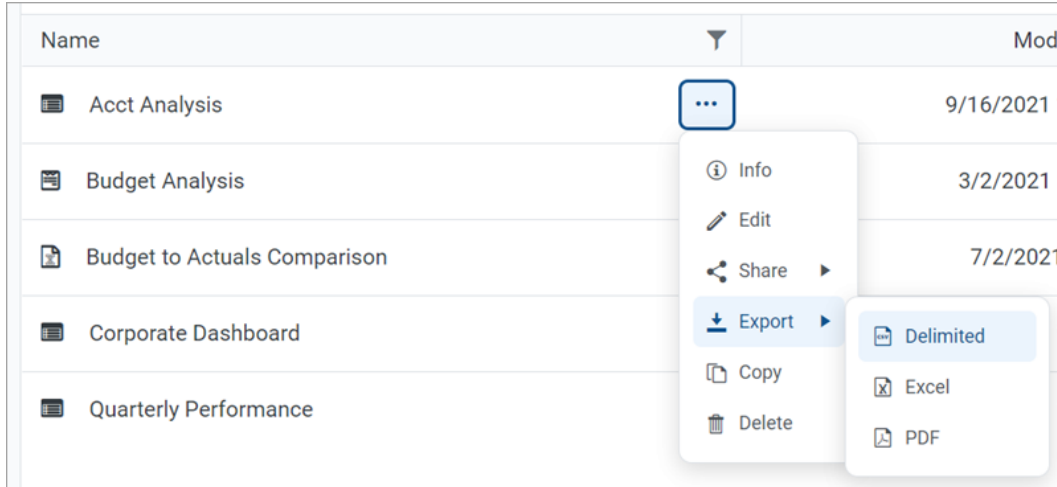 Name Mod
Acct Analysis ••• 9/16/2021
Info
Budget Analysis 3/2/2021
Edit
Budget to Actuals Comparison 7/2/2021
Share
Export
Corporate Dashboard
CSV Delimited
Copy
Excel
Quarterly Performance
Delete
PDF